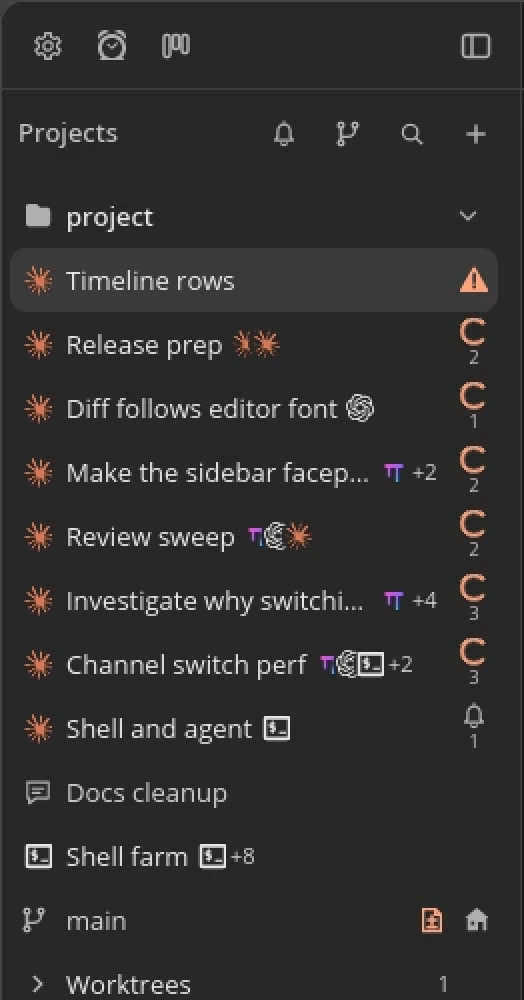 Projects
project
Timeline rows
Release prep
2
Diff follows editor font
1
Make the sidebar facep... +2
2
Review sweep
2
Investigate why switchi... +4
3
Channel switch perf $_ +2
3
Shell and agent $_
1
Docs cleanup
$_ Shell farm $_ +8
main
Worktrees 1